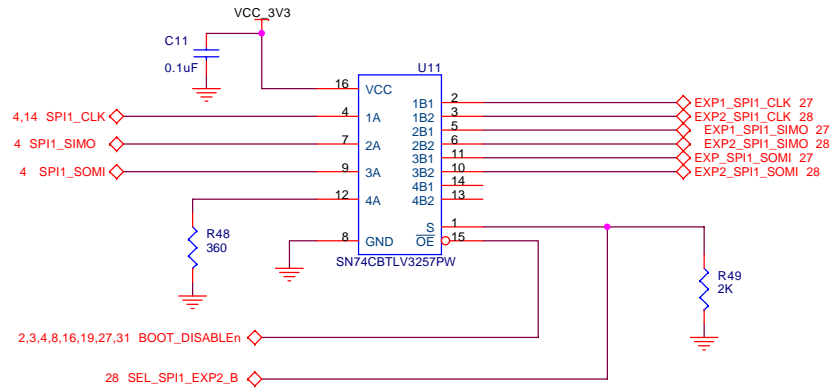 VCC_3V3
C11
0.1uF
U11
16 VCC
4,14 SPI1_CLK 4 1A 1B1 2 EXP1_SPI1_CLK 27
1B2 3 EXP2_SPI1_CLK 28
4 SPI1_SIMO 7 2A 2B1 5 EXP1_SPI1_SIMO 27
2B2 6 EXP2_SPI1_SIMO 28
4 SPI1_SOMI 9 3A 3B1 11 EXP_SPI1_SOMI 27
3B2 10 EXP2_SPI1_SOMI 28
4B1 14
12 4A 4B2 13
S 1
8 GND OE 15
R48
360
SN74CBTLV3257PW
R49
2K
2,3,4,8,16,19,27,31 BOOT_DISABLEn
28 SEL_SPI1_EXP2_B